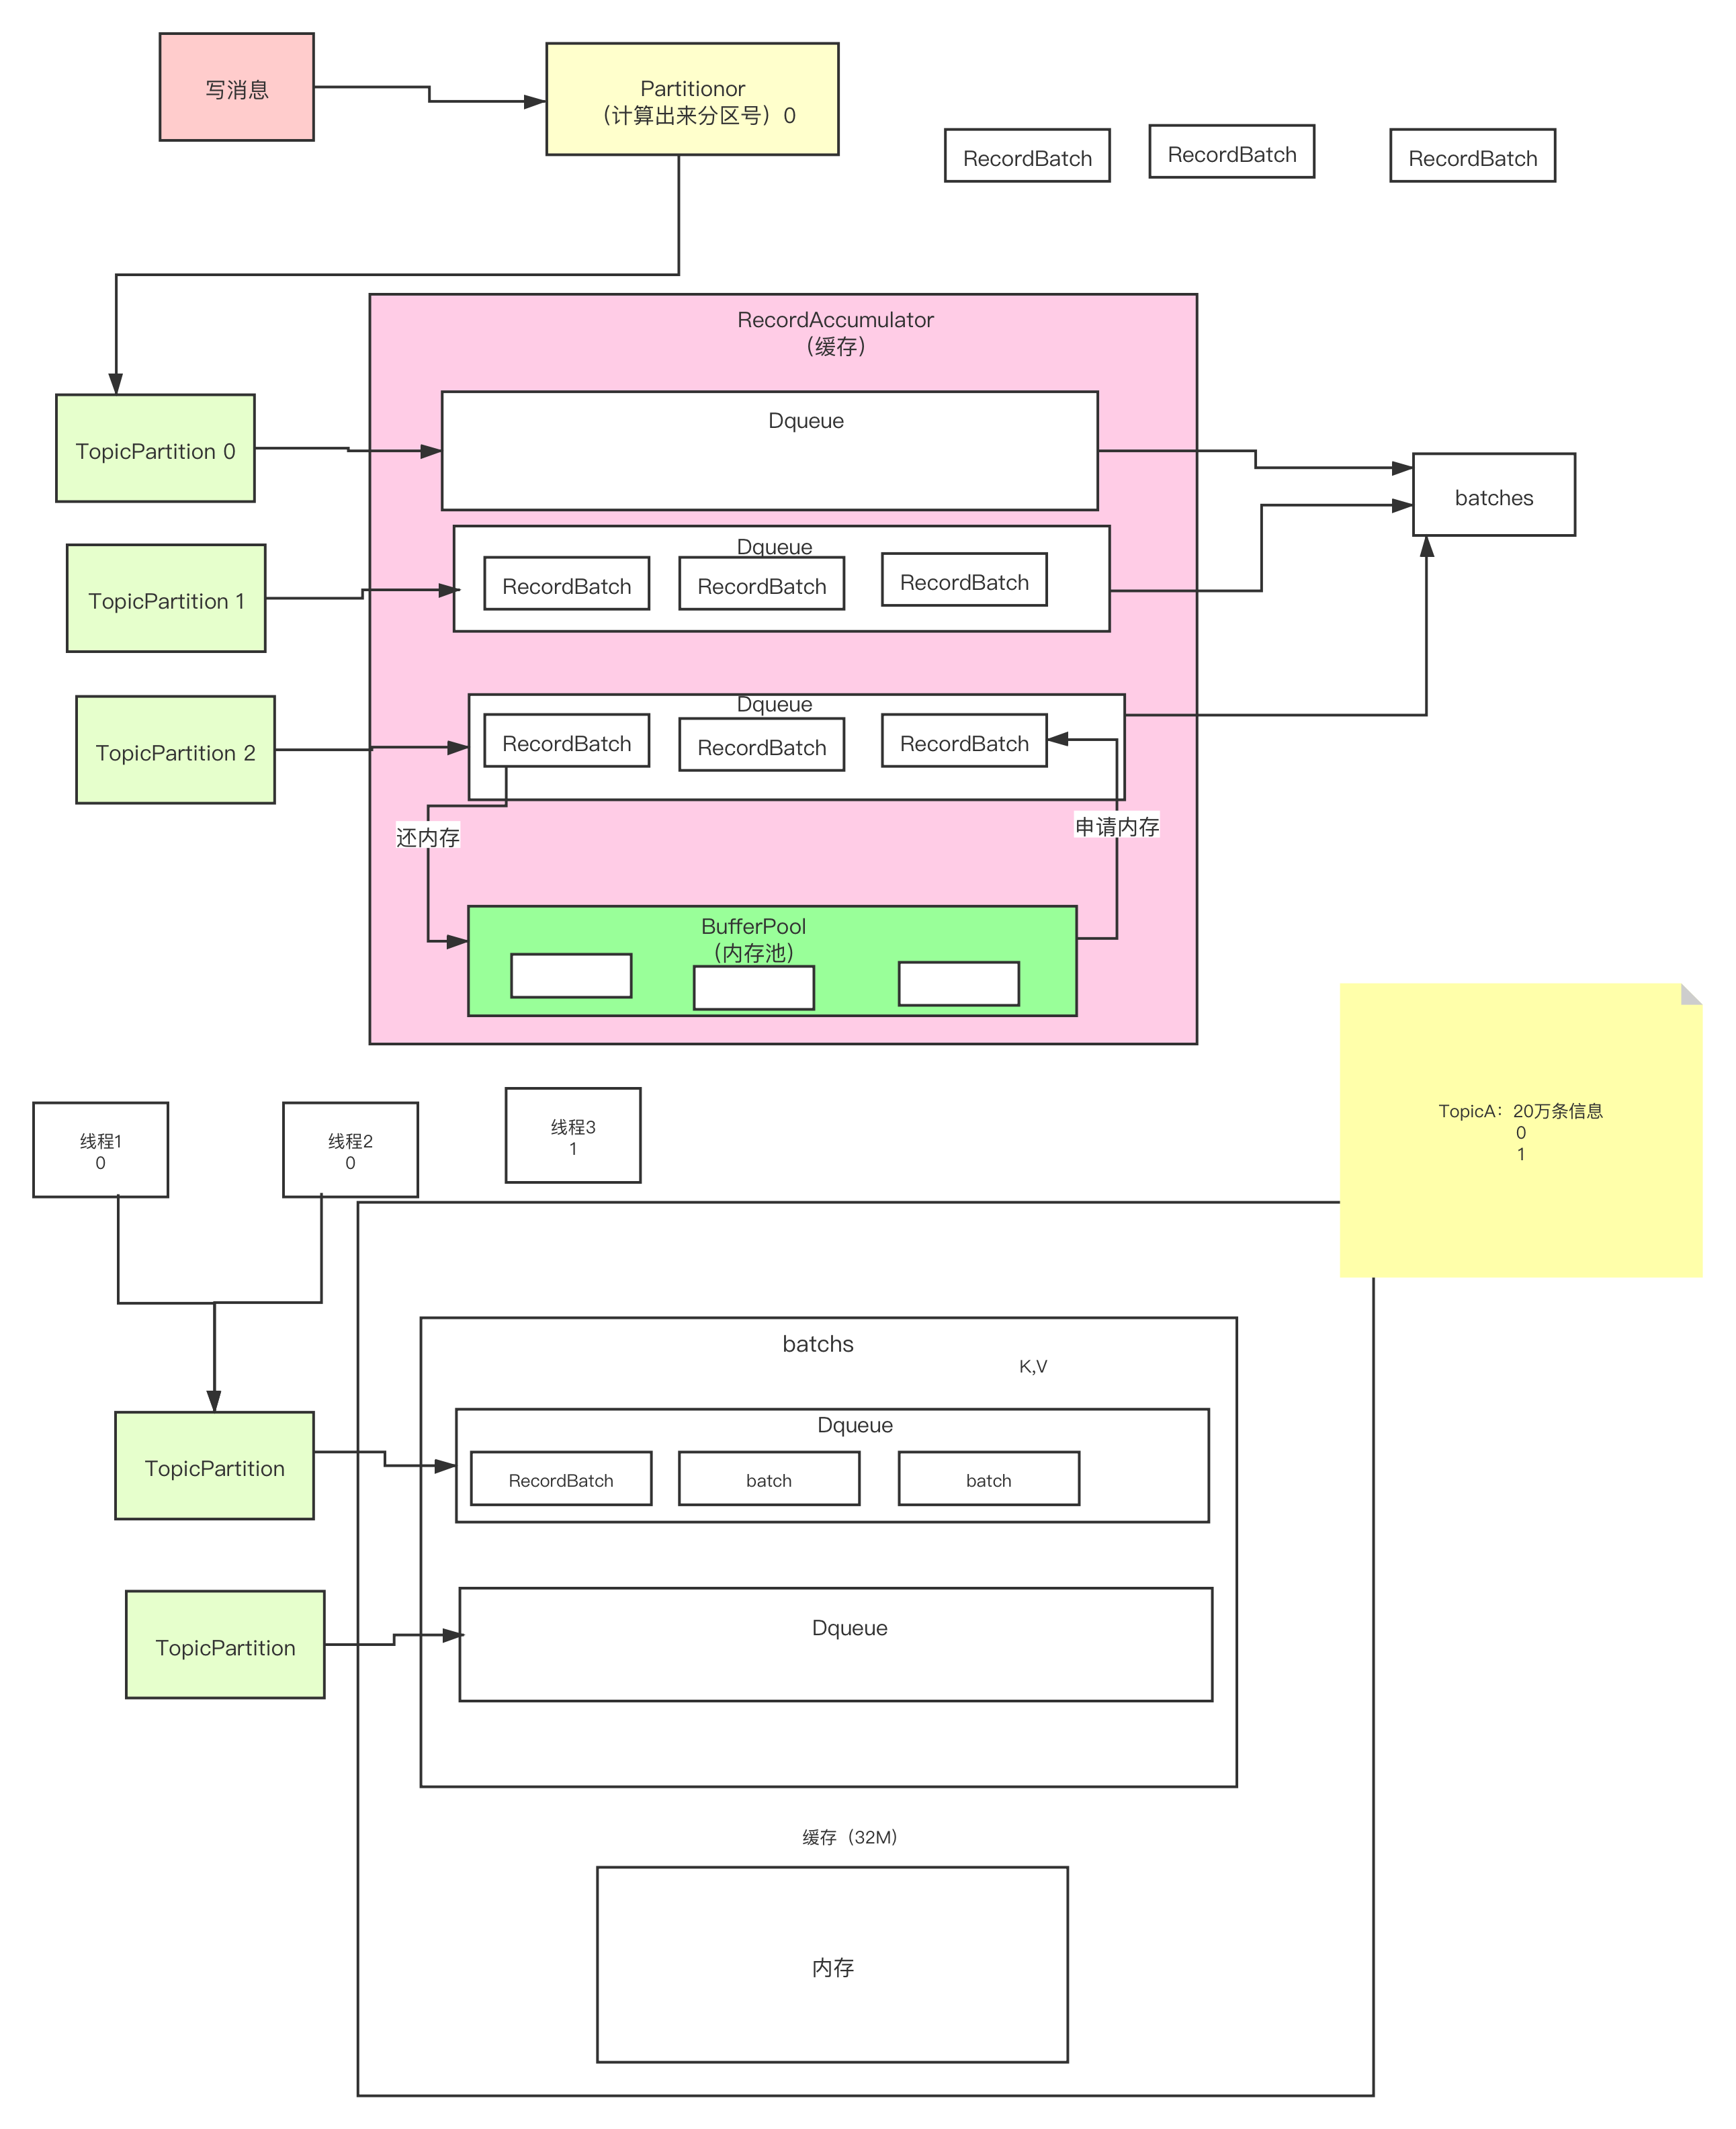 写消息
Partitionor
（计算出来分区号）0
RecordBatch
RecordBatch
RecordBatch
RecordAccumulator
（缓存）
Dqueue
TopicPartition 0
batches
Dqueue
TopicPartition 1
RecordBatch
RecordBatch
RecordBatch
Dqueue
TopicPartition 2
RecordBatch
RecordBatch
RecordBatch
还内存
申请内存
BufferPool
（内存池）
TopicA：20万条信息
0
1
线程1
0
线程2
0
线程3
1
batchs
K,V
Dqueue
TopicPartition
RecordBatch
batch
batch
TopicPartition
Dqueue
缓存（32M）
内存